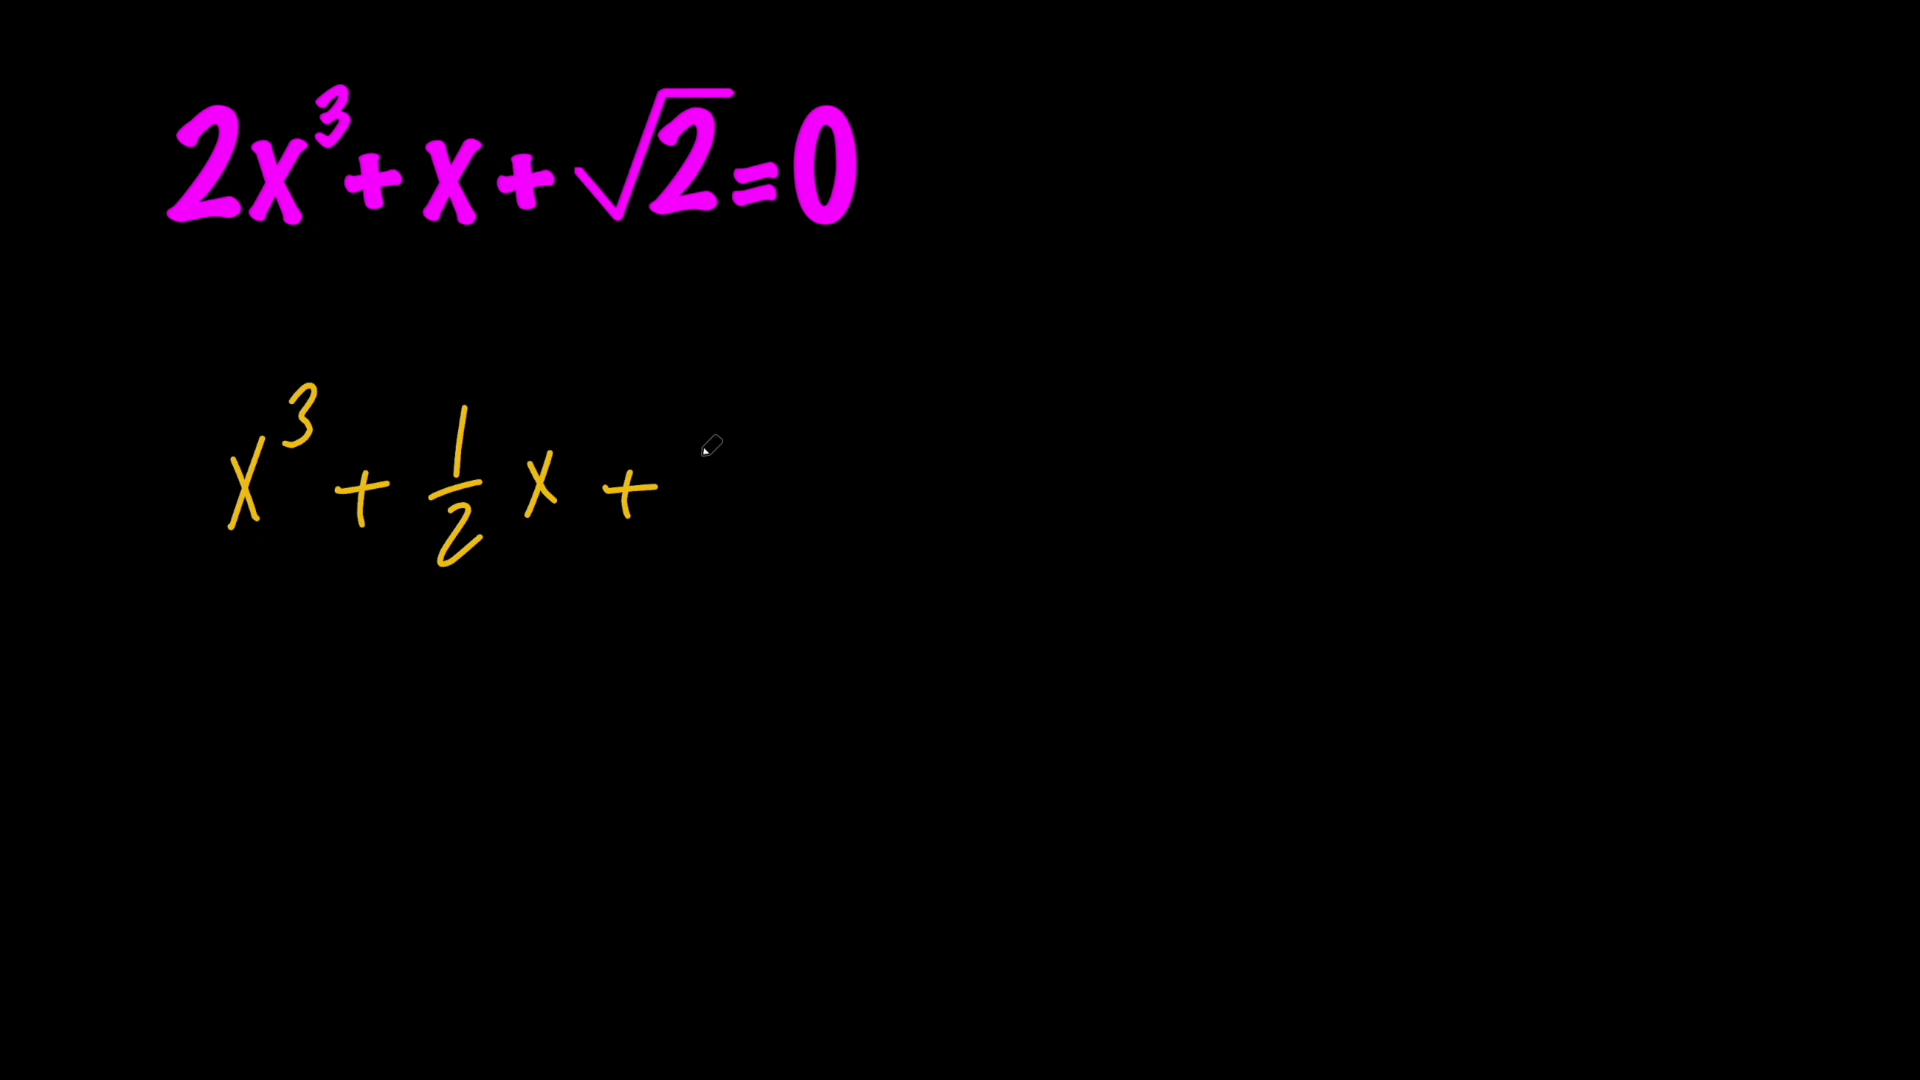 2x³+x+√2=0
x³ + 1/2 x +